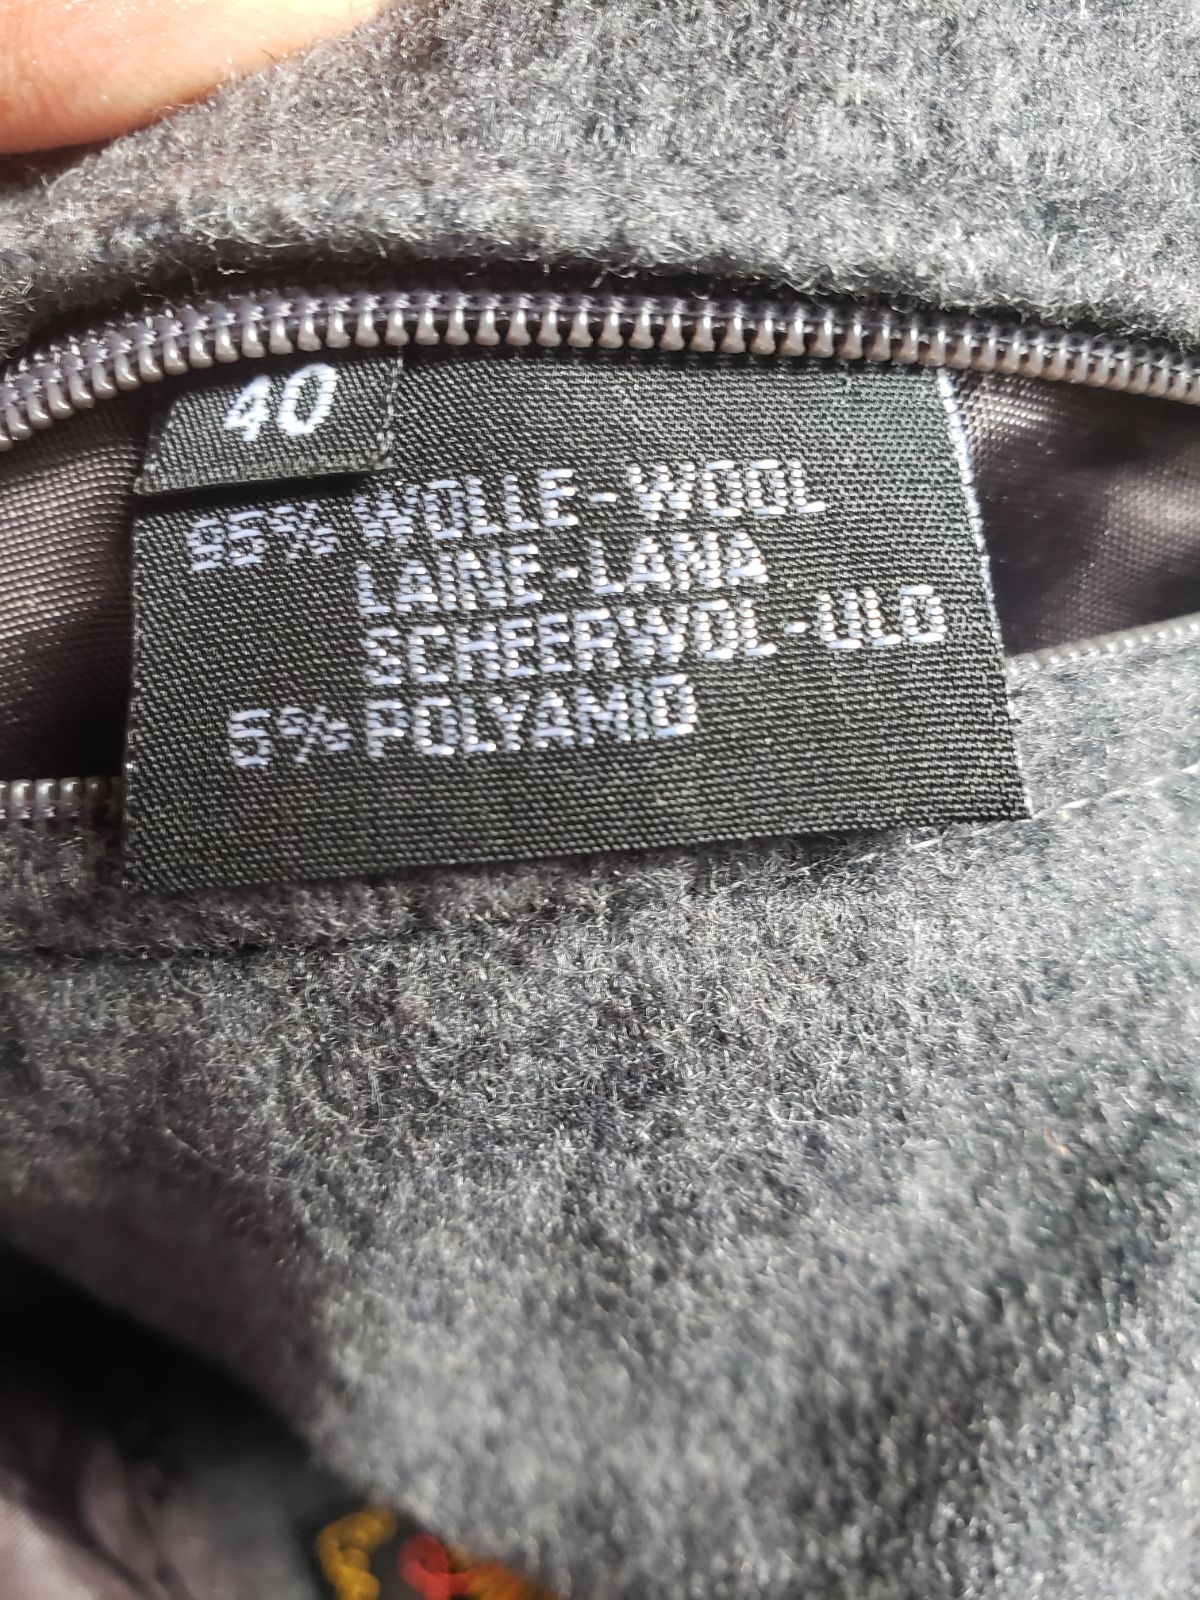 40
95% WOLLE-WOOL
LAINE-LANA
SCHEERWOL-ULD
5% POLYAMID